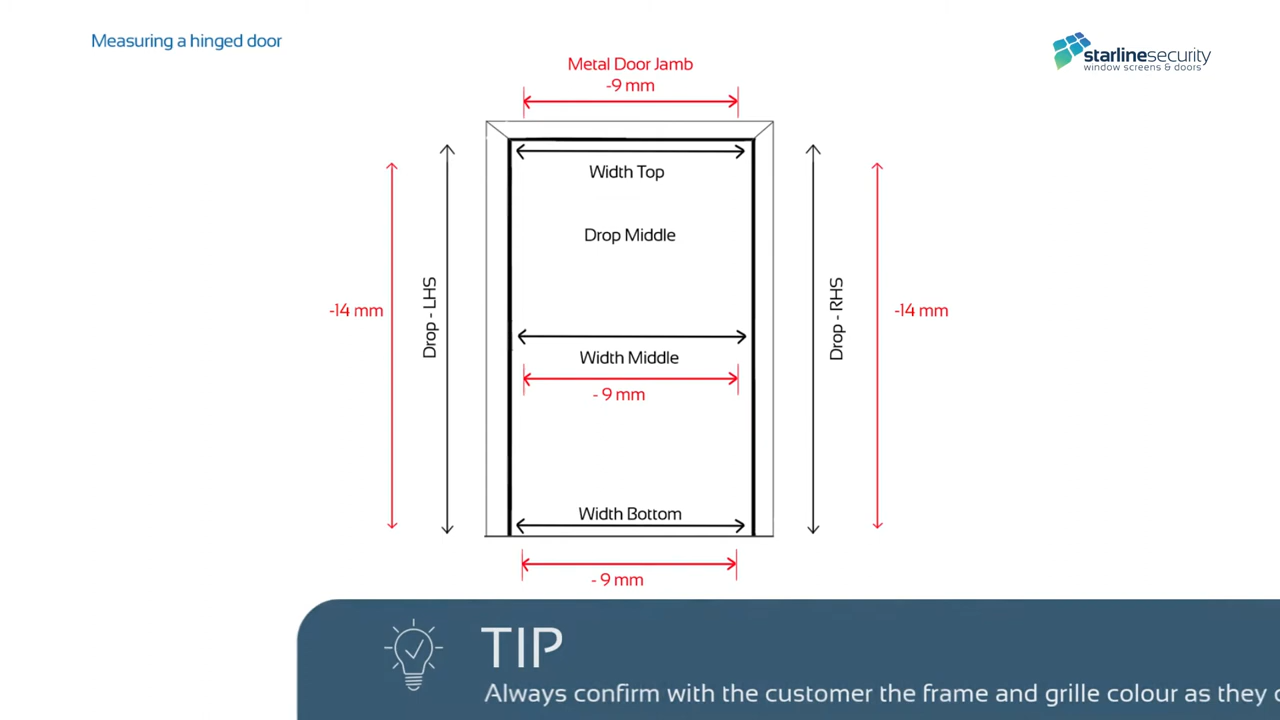 Measuring a hinged door
starlinesecurity
window screens & doors
Metal Door Jamb
-9 mm
Width Top
Drop Middle
Drop - LHS
-14 mm
Drop - RHS
-14 mm
Width Middle
- 9 mm
Width Bottom
- 9 mm
TIP
Always confirm with the customer the frame and grille colour as they